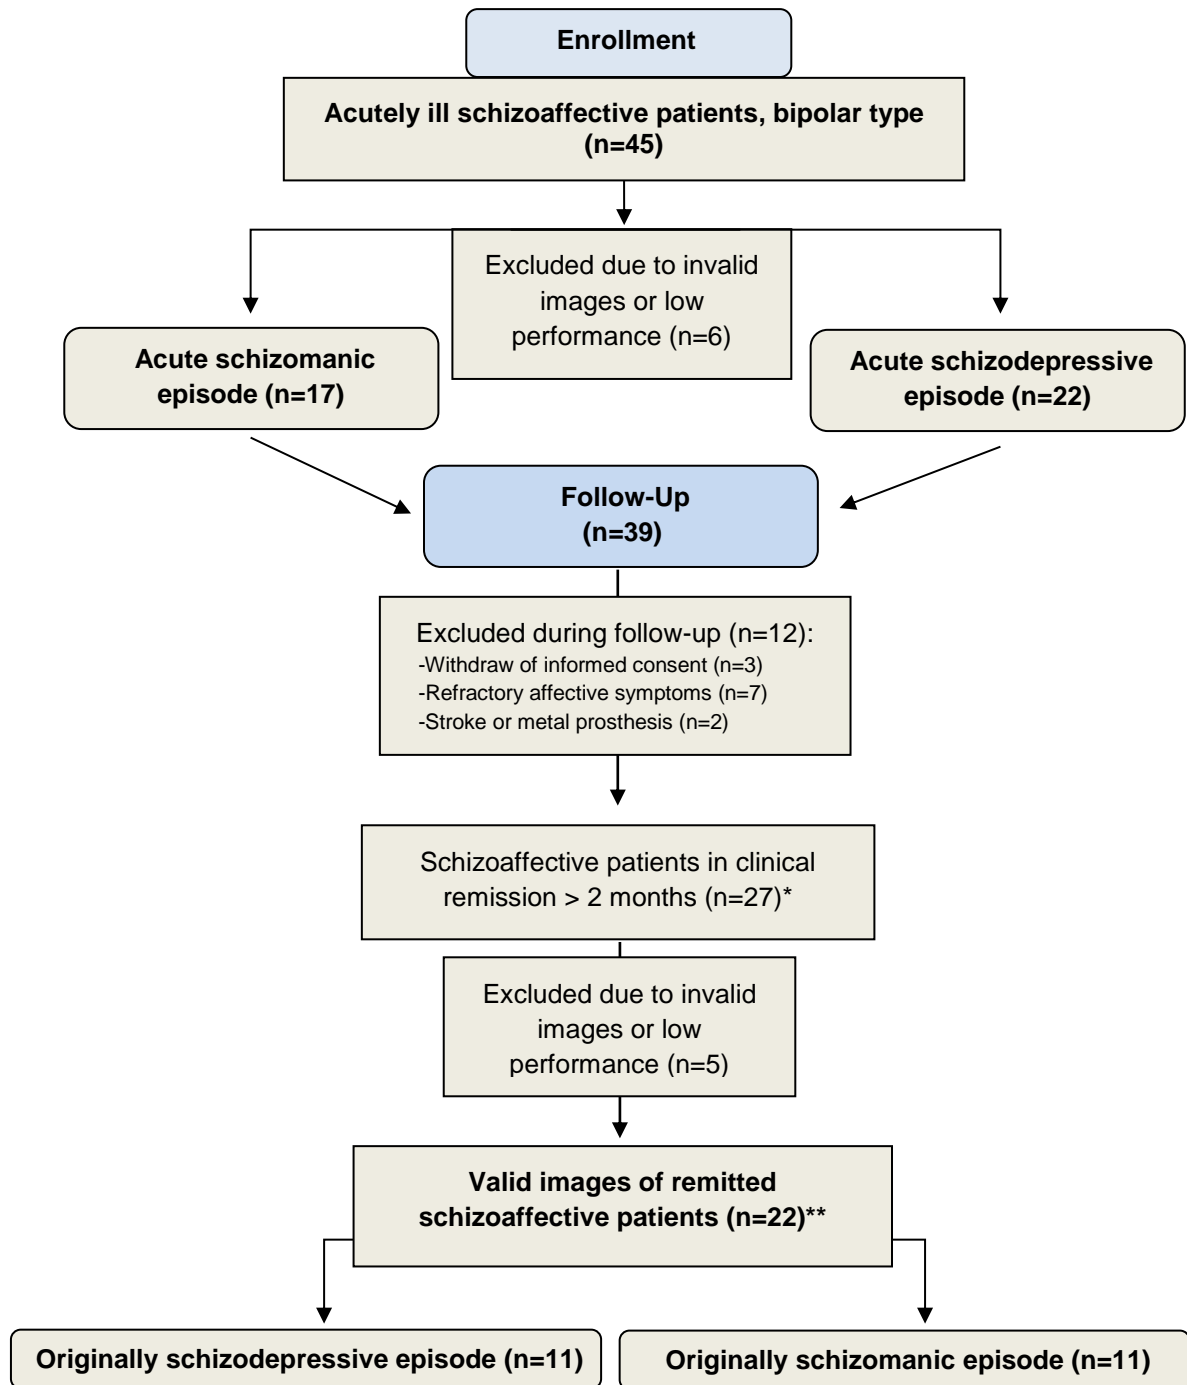 Enrollment
Acutely ill schizoaffective patients, bipolar type
(n=45)
Excluded due to invalid
images or low
performance (n=6)
Acute schizomanic
episode (n=17)
Acute schizodepressive
episode (n=22)
Follow-Up
(n=39)
Excluded during follow-up (n=12):
-Withdraw of informed consent (n=3)
-Refractory affective symptoms (n=7)
-Stroke or metal prosthesis (n=2)
Schizoaffective patients in clinical
remission > 2 months (n=27)*
Excluded due to invalid
images or low
performance (n=5)
Valid images of remitted
schizoaffective patients (n=22)**
Originally schizodepressive episode (n=11)
Originally schizomanic episode (n=11)